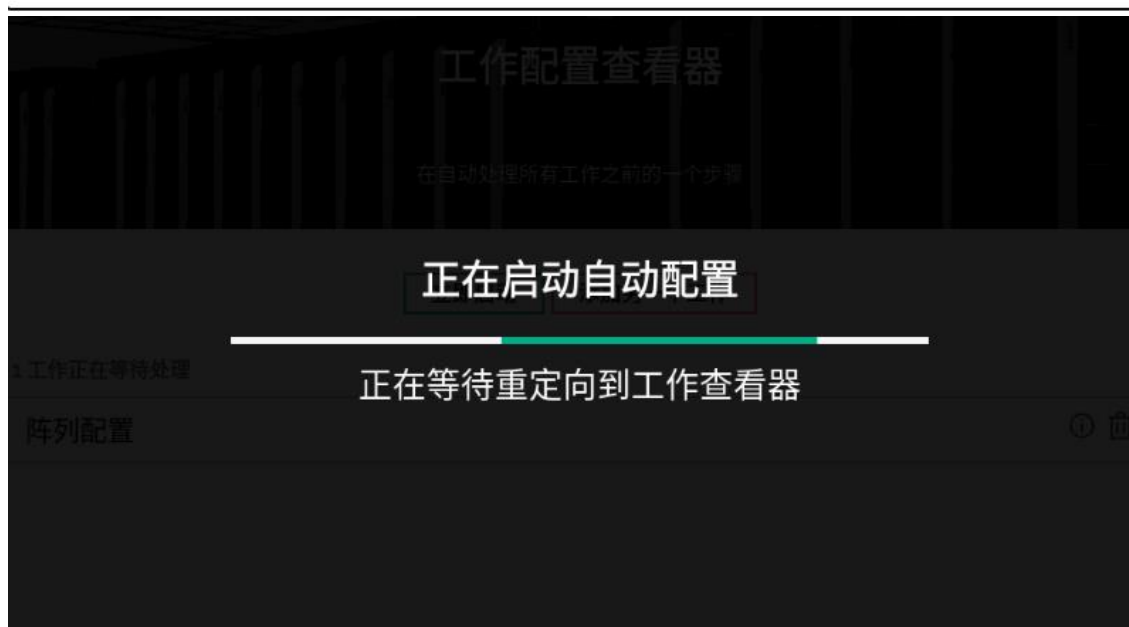 工作配置查看器
在自动处理所有工作之前的一个步骤
正在启动自动配置
1 工作正在等待处理
正在等待重定向到工作查看器
阵列配置